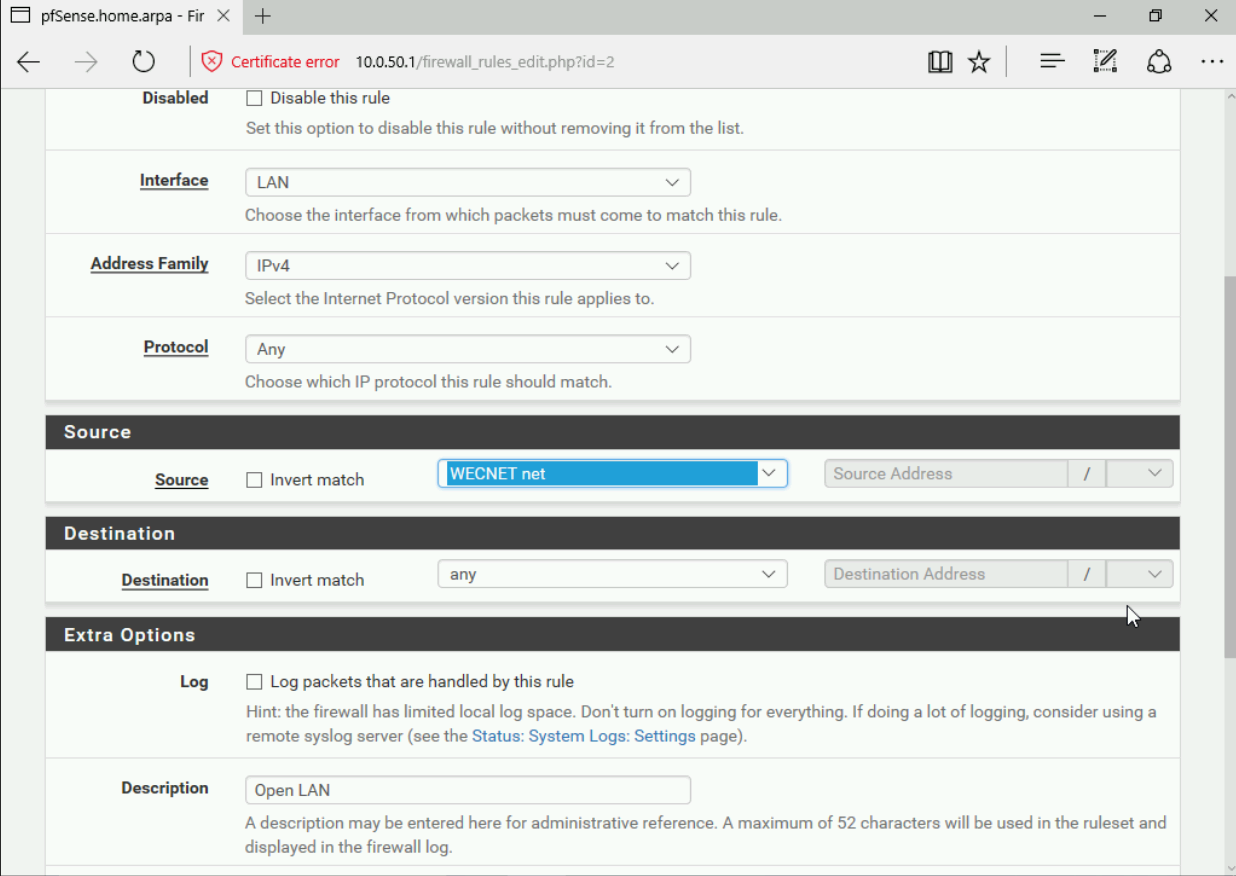 pfSense.home.arpa - Fir
Certificate error 10.0.50.1/firewall_rules_edit.php?id=2
Disabled Disable this rule
Set this option to disable this rule without removing it from the list.
Interface LAN
Choose the interface from which packets must come to match this rule.
Address Family IPv4
Select the Internet Protocol version this rule applies to.
Protocol Any
Choose which IP protocol this rule should match.
Source
Source Invert match WECNET net Source Address /
Destination
Destination Invert match any Destination Address /
Extra Options
Log Log packets that are handled by this rule
Hint: the firewall has limited local log space. Don't turn on logging for everything. If doing a lot of logging, consider using a
remote syslog server (see the Status: System Logs: Settings page).
Description Open LAN
A description may be entered here for administrative reference. A maximum of 52 characters will be used in the ruleset and
displayed in the firewall log.